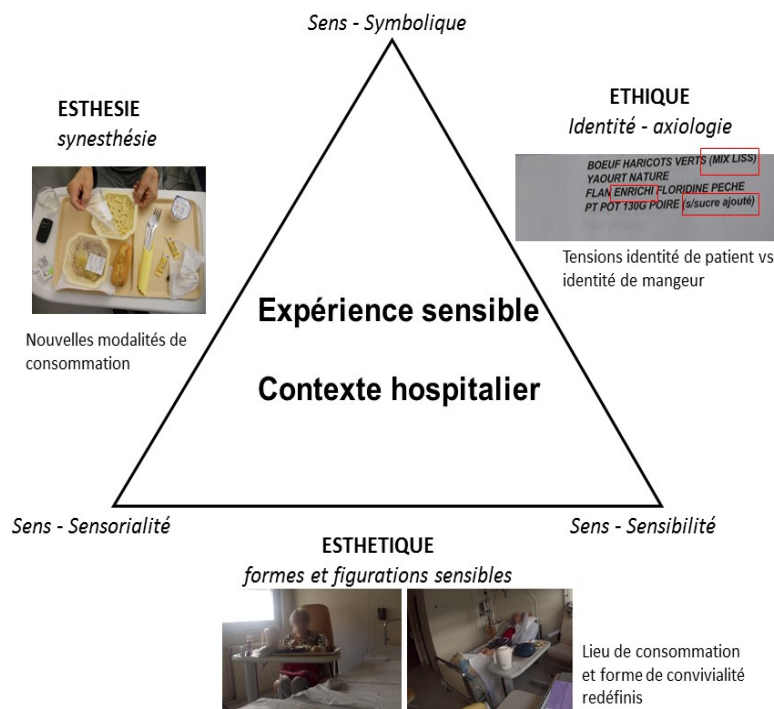 Sens - Symbolique
ESTHESIE
synesthésie
ETHIQUE
Identité - axiologie
BOEUF HARICOTS VERTS (MIX LISS)
YAOURT NATURE
FLAN ENRICHI FLORIDINE PECHE
PT POT 130G POIRE (s/sucre ajouté)
Tensions identité de patient vs
identité de mangeur
Nouvelles modalités de
consommation
Expérience sensible
Contexte hospitalier
Sens - Sensorialité
Sens - Sensibilité
ESTHETIQUE
formes et figurations sensibles
Lieu de consommation
et forme de convivialité
redéfinis